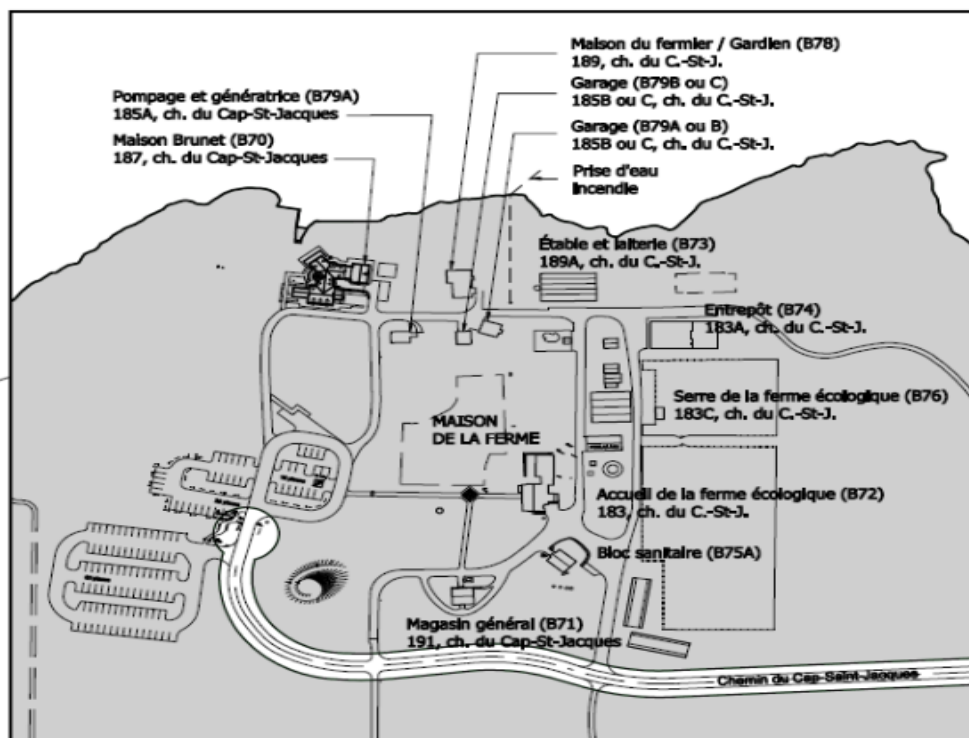 Maison du fermier / Gardien (B78)
189, ch. du C.-St-J.
Garage (B79B ou C)
185B ou C, ch. du C.-St-J.
Pompage et génératrice (B79A)
185A, ch. du Cap-St-Jacques
Garage (B79A ou B)
185B ou C, ch. du C.-St-J.
Maison Brunet (B70)
187, ch. du Cap-St-Jacques
Prise d'eau
incendie
Étable et laiterie (B73)
189A, ch. du C.-St-J.
Entrepôt (B74)
183A, ch. du C.-St-J.
Serre de la ferme écologique (B76)
183C, ch. du C.-St-J.
MAISON
DE LA FERME
Accueil de la ferme écologique (B72)
183, ch. du C.-St-J.
Bloc sanitaire (B75A)
Magasin général (B71)
191, ch. du Cap-St-Jacques
Chemin du Cap-Saint-Jacques